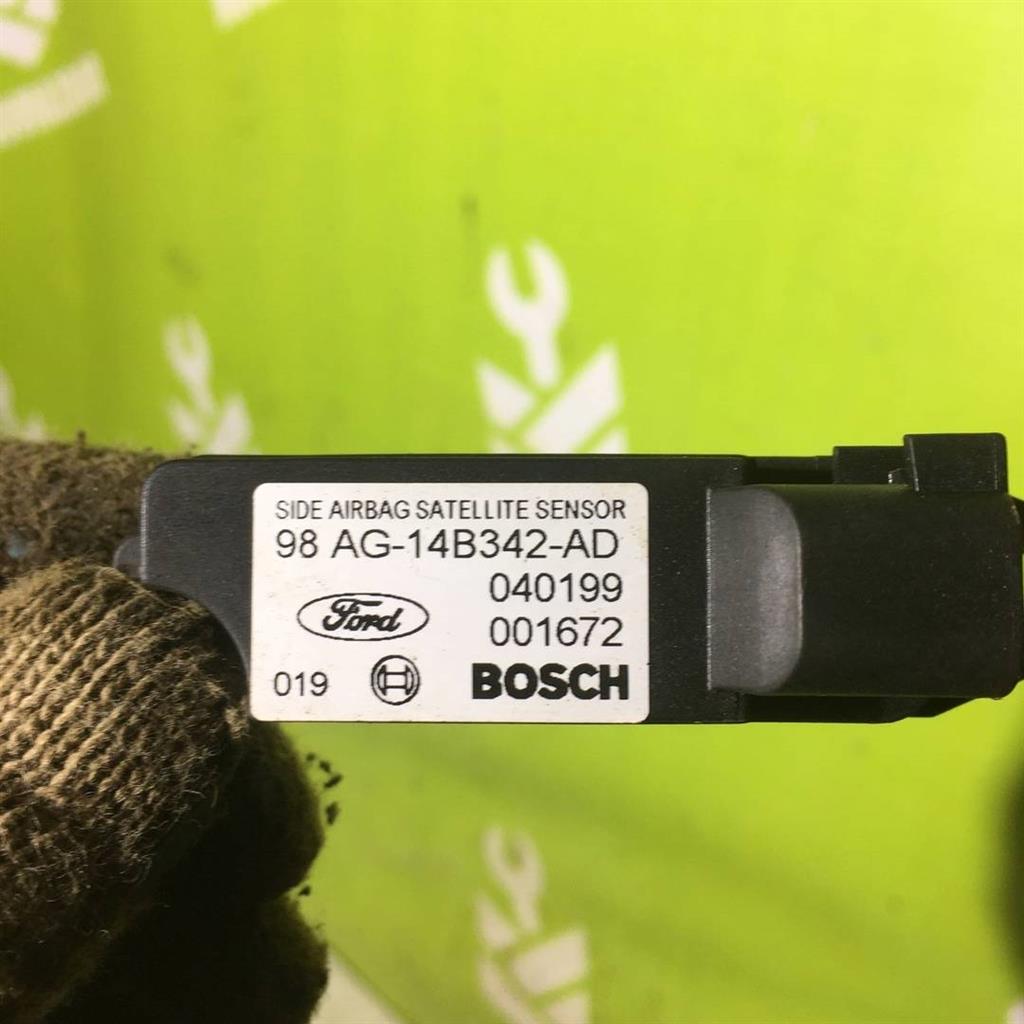 SIDE AIRBAG SATELLITE SENSOR
98 AG-14B342-AD
040199
Ford
001672
019
BOSCH